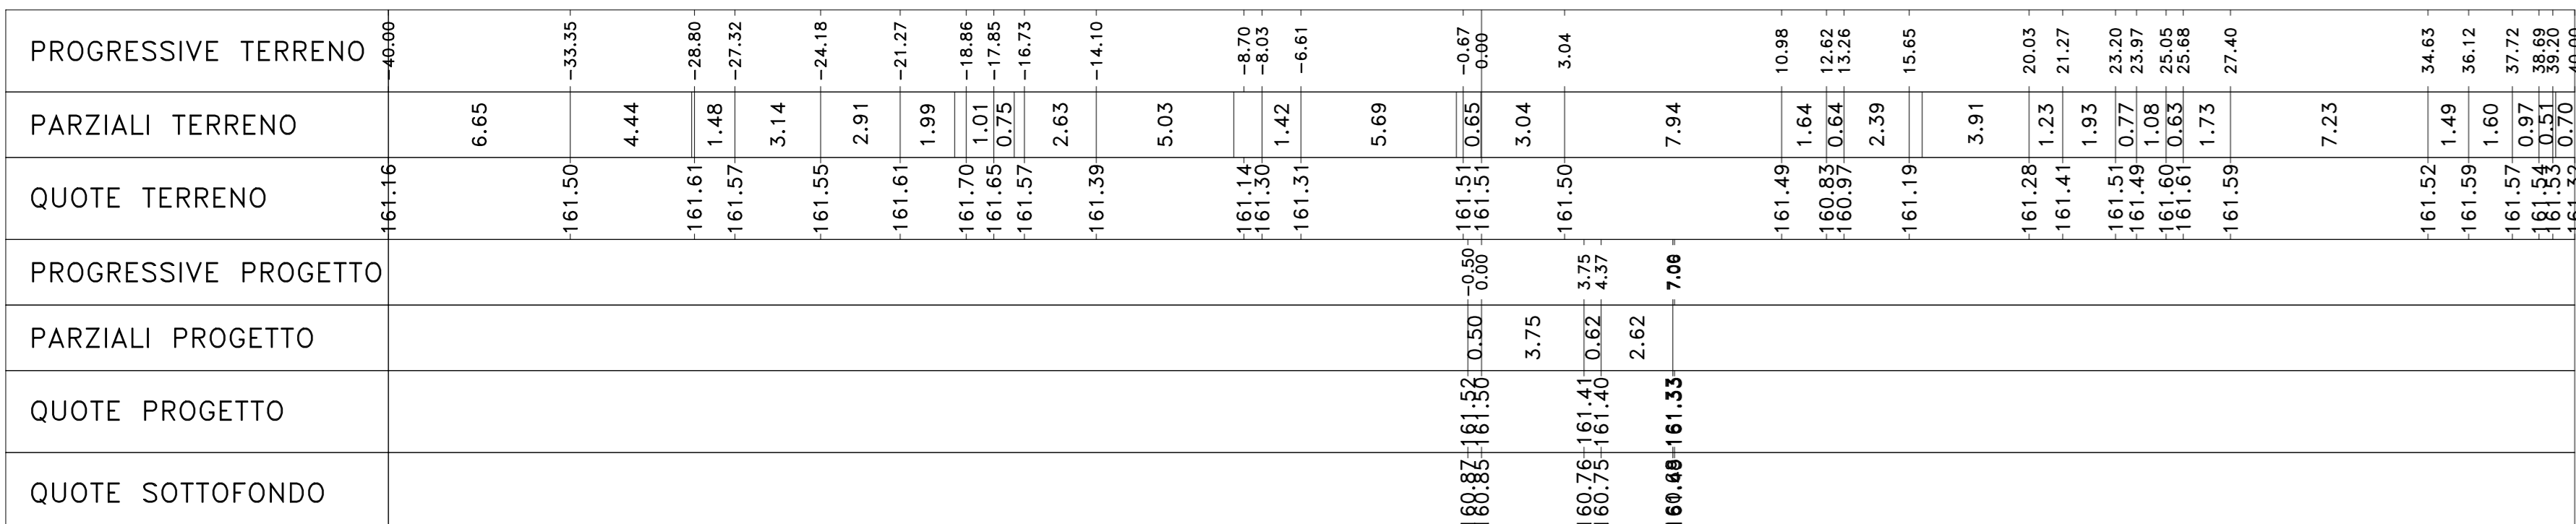 PROGRESSIVE TERRENO -40.00 -33.35 -28.80 -27.32 -24.18 -21.27 -18.86 -17.85 -16.73 -14.10 -8.70 -8.03 -6.61 -0.67 0.00 3.04 10.98 12.62 13.26 15.65 20.03 21.27 23.20 23.97 25.05 25.68 27.40 34.63 36.12 37.72 38.69 39.20
PARZIALI TERRENO 6.65 4.44 1.48 3.14 2.91 1.99 1.01 0.75 2.63 5.03 1.42 5.69 0.65 3.04 7.94 1.64 0.64 2.39 3.91 1.23 1.93 0.77 1.08 0.63 1.73 7.23 1.49 1.60 0.97 0.51 0.70
QUOTE TERRENO 161.16 161.50 161.61 161.57 161.55 161.61 161.70 161.65 161.57 161.39 161.14 161.30 161.31 161.51 161.51 161.50 161.49 160.83 160.97 161.19 161.28 161.41 161.51 161.49 161.60 161.61 161.59 161.52 161.59 161.57 161.54 161.53
PROGRESSIVE PROGETTO -0.50 0.00 3.75 4.37
PARZIALI PROGETTO 0.50 3.75 0.62 2.62
QUOTE PROGETTO 161.52 161.50 161.41 161.40
QUOTE SOTTOFONDO 160.87 160.85 160.76 160.75